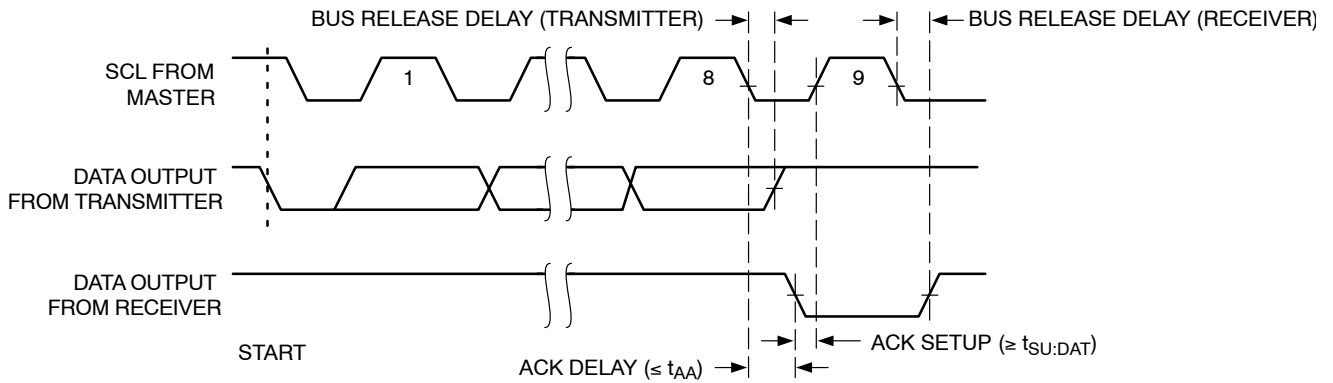 BUS RELEASE DELAY (TRANSMITTER)
BUS RELEASE DELAY (RECEIVER)
SCL FROM
MASTER
1
8
9
DATA OUTPUT
FROM TRANSMITTER
DATA OUTPUT
FROM RECEIVER
START
ACK SETUP (≥ tSU:DAT)
ACK DELAY (≤ tAA)